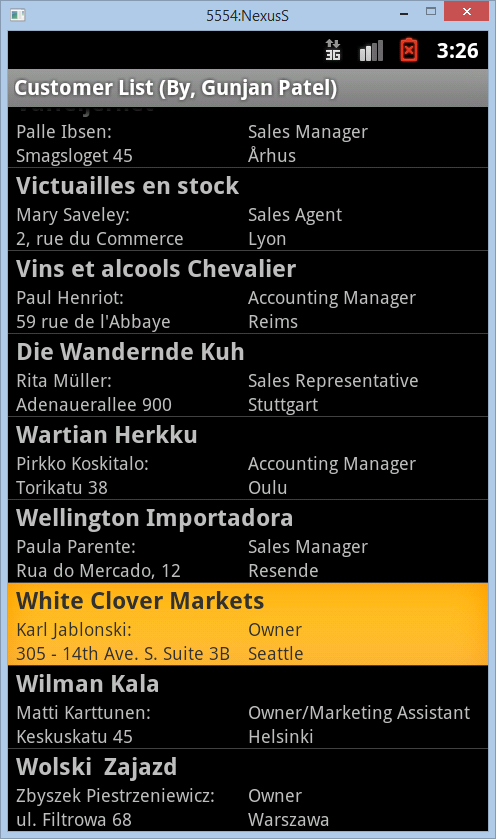 5554:NexusS
3G 3:26
Customer List (By, Gunjan Patel)
Palle Ibsen: Sales Manager
Smagsloget 45 Århus
Victuailles en stock
Mary Saveley: Sales Agent
2, rue du Commerce Lyon
Vins et alcools Chevalier
Paul Henriot: Accounting Manager
59 rue de l'Abbaye Reims
Die Wandernde Kuh
Rita Müller: Sales Representative
Adenauerallee 900 Stuttgart
Wartian Herkku
Pirkko Koskitalo: Accounting Manager
Torikatu 38 Oulu
Wellington Importadora
Paula Parente: Sales Manager
Rua do Mercado, 12 Resende
White Clover Markets
Karl Jablonski: Owner
305 - 14th Ave. S. Suite 3B Seattle
Wilman Kala
Matti Karttunen: Owner/Marketing Assistant
Keskuskatu 45 Helsinki
Wolski  Zajazd
Zbyszek Piestrzeniewicz: Owner
ul. Filtrowa 68 Warszawa